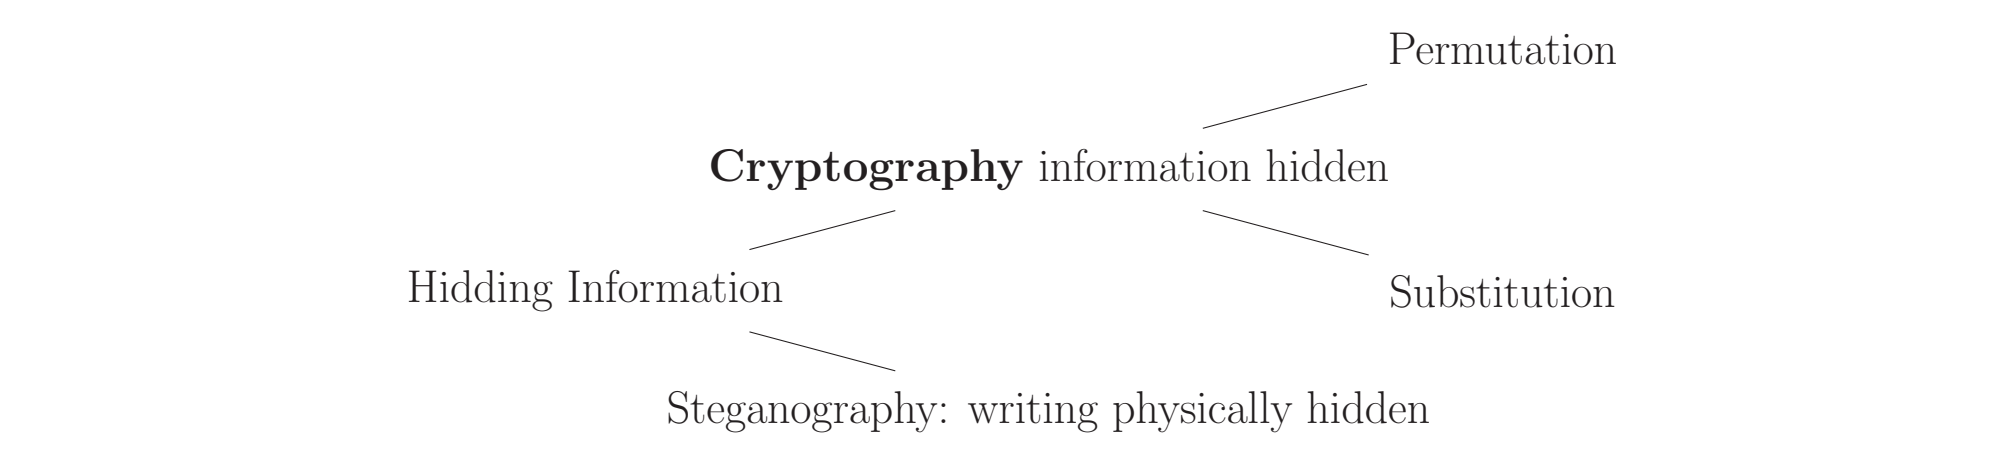 Permutation
Cryptography information hidden
Hidding Information
Substitution
Steganography: writing physically hidden